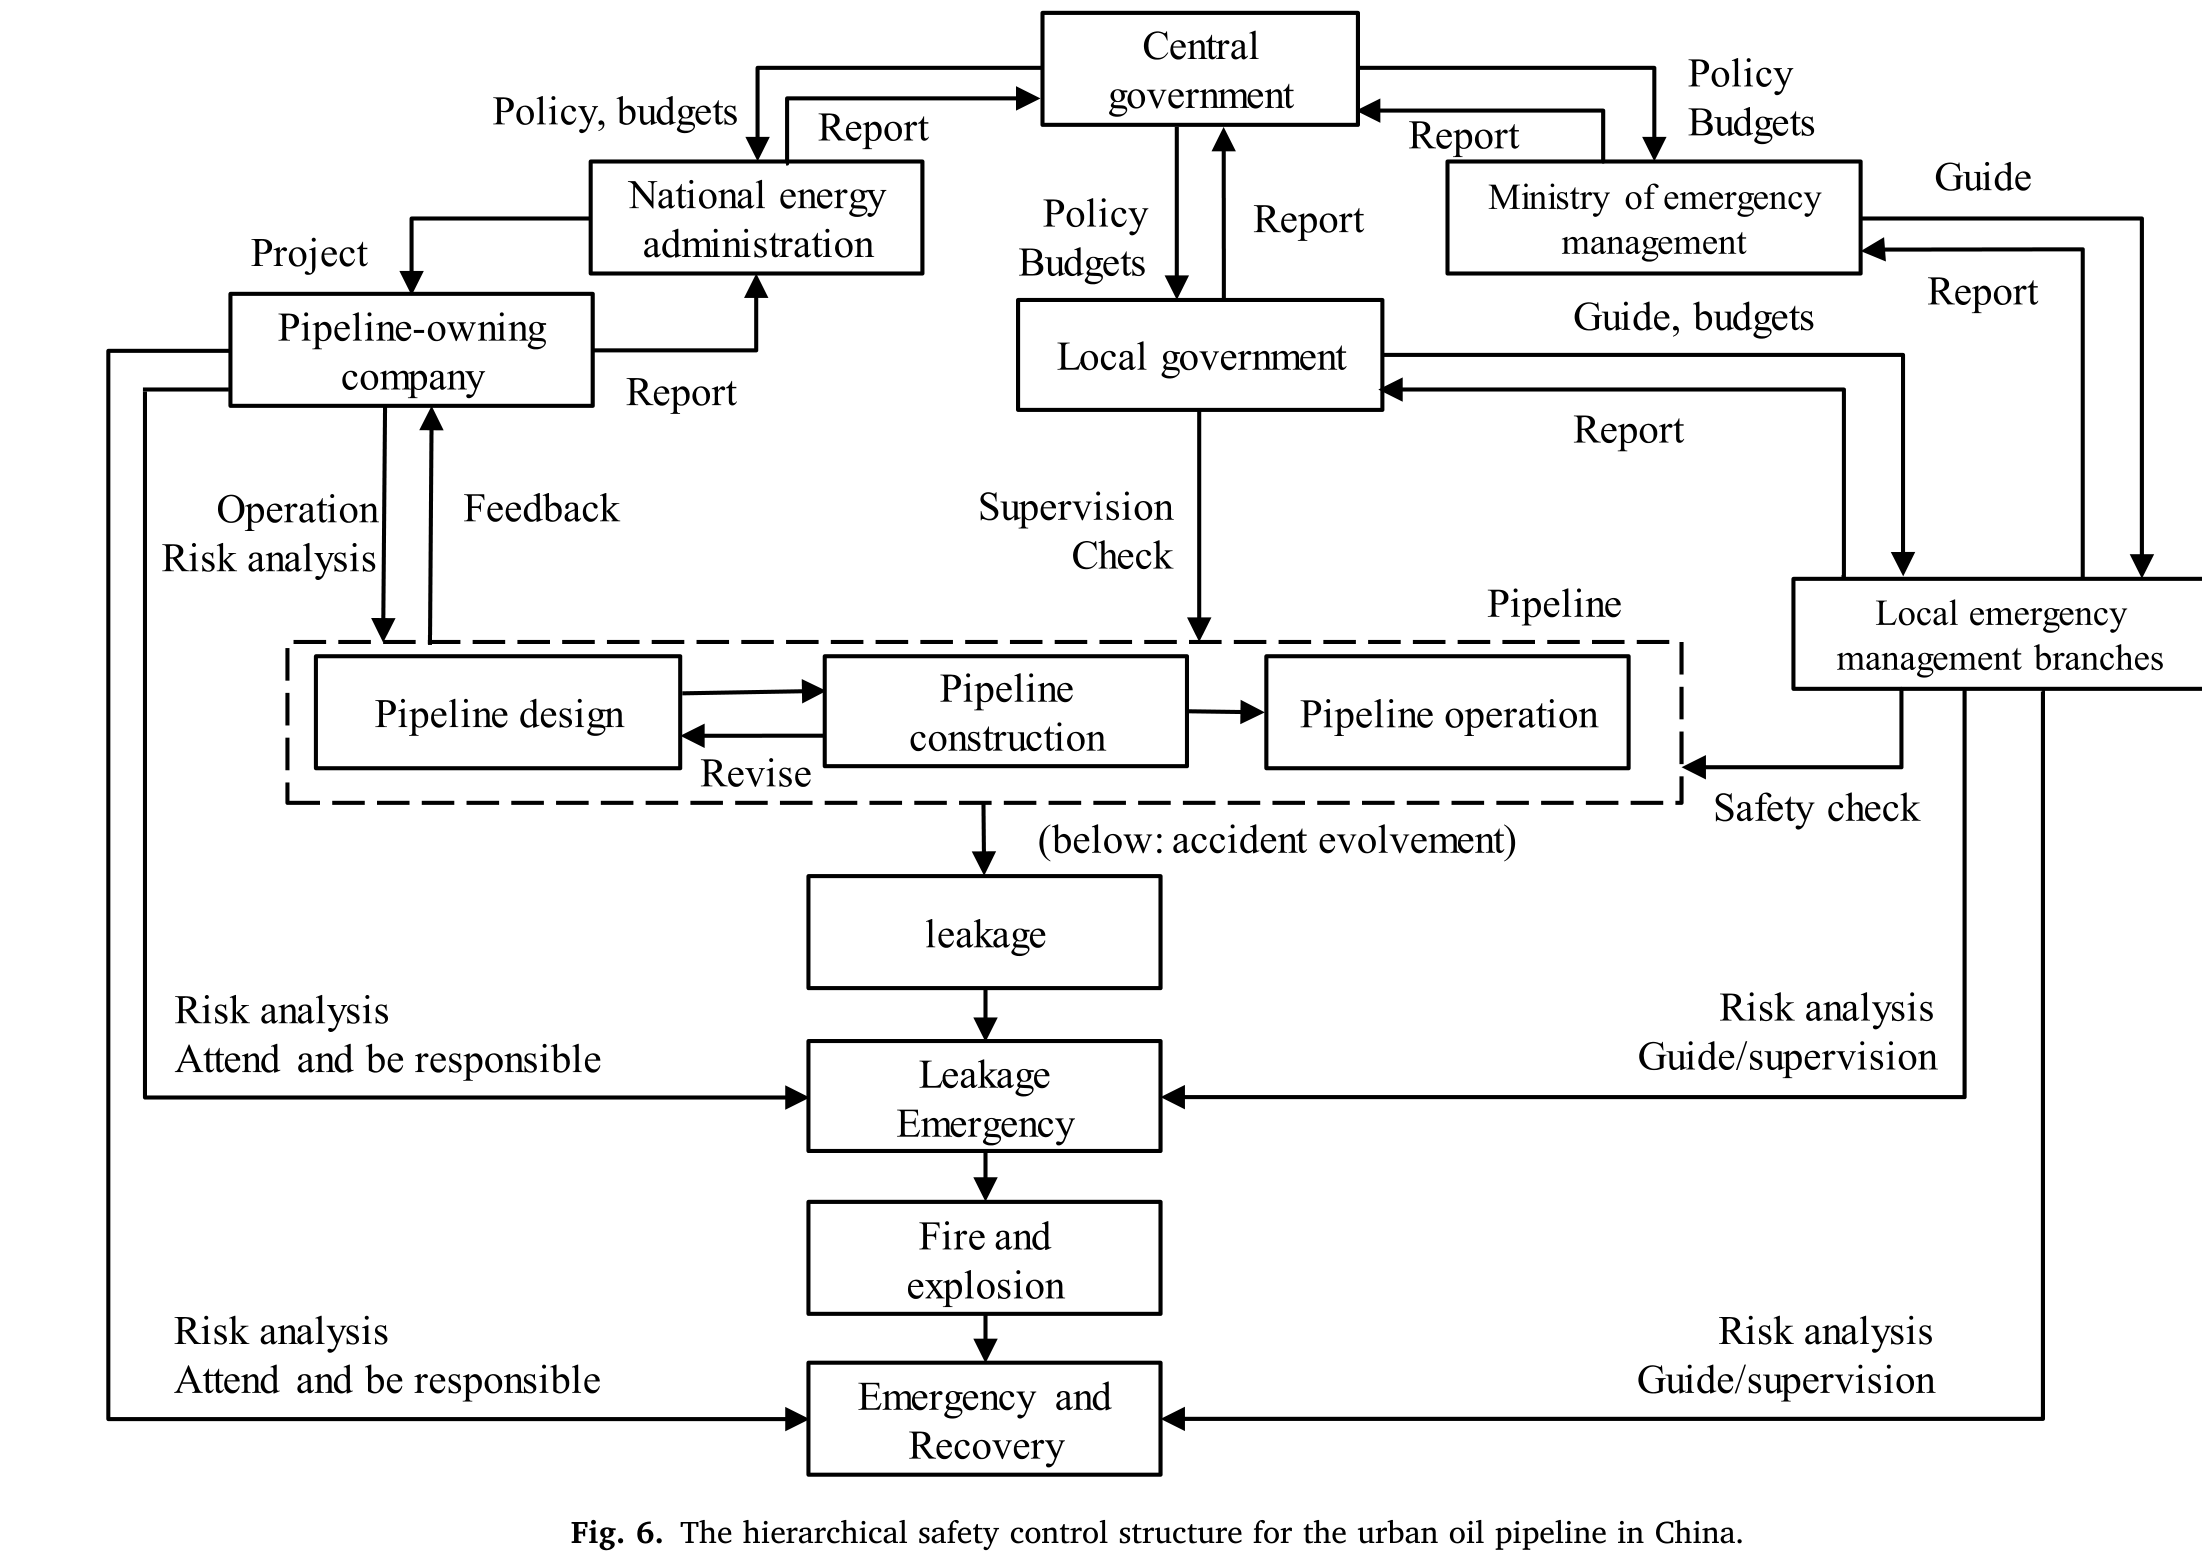 Central
government
Policy
Budgets
Policy, budgets
Report
Report
National energy
administration
Ministry of emergency
management
Guide
Project
Policy
Budgets
Report
Report
Pipeline-owning
company
Local government
Guide, budgets
Report
Report
Operation
Risk analysis
Feedback
Supervision
Check
Pipeline
Local emergency
management branches
Pipeline design
Pipeline
construction
Pipeline operation
Revise
Safety check
(below: accident evolvement)
leakage
Risk analysis
Attend and be responsible
Leakage
Emergency
Risk analysis
Guide/supervision
Fire and
explosion
Risk analysis
Attend and be responsible
Emergency and
Recovery
Risk analysis
Guide/supervision
Fig. 6. The hierarchical safety control structure for the urban oil pipeline in China.